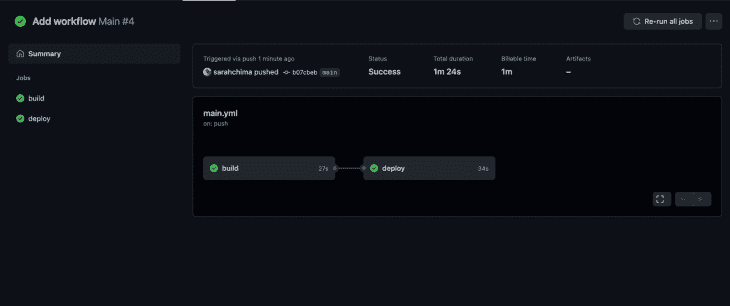 Add workflow Main #4
Re-run all jobs
Summary
Jobs
build
deploy
Triggered via push 1 minute ago
sarahchima pushed b07cbeb main
Status
Success
Total duration
1m 24s
Billable time
1m
Artifacts
–
main.yml
on: push
build 27s
deploy 34s